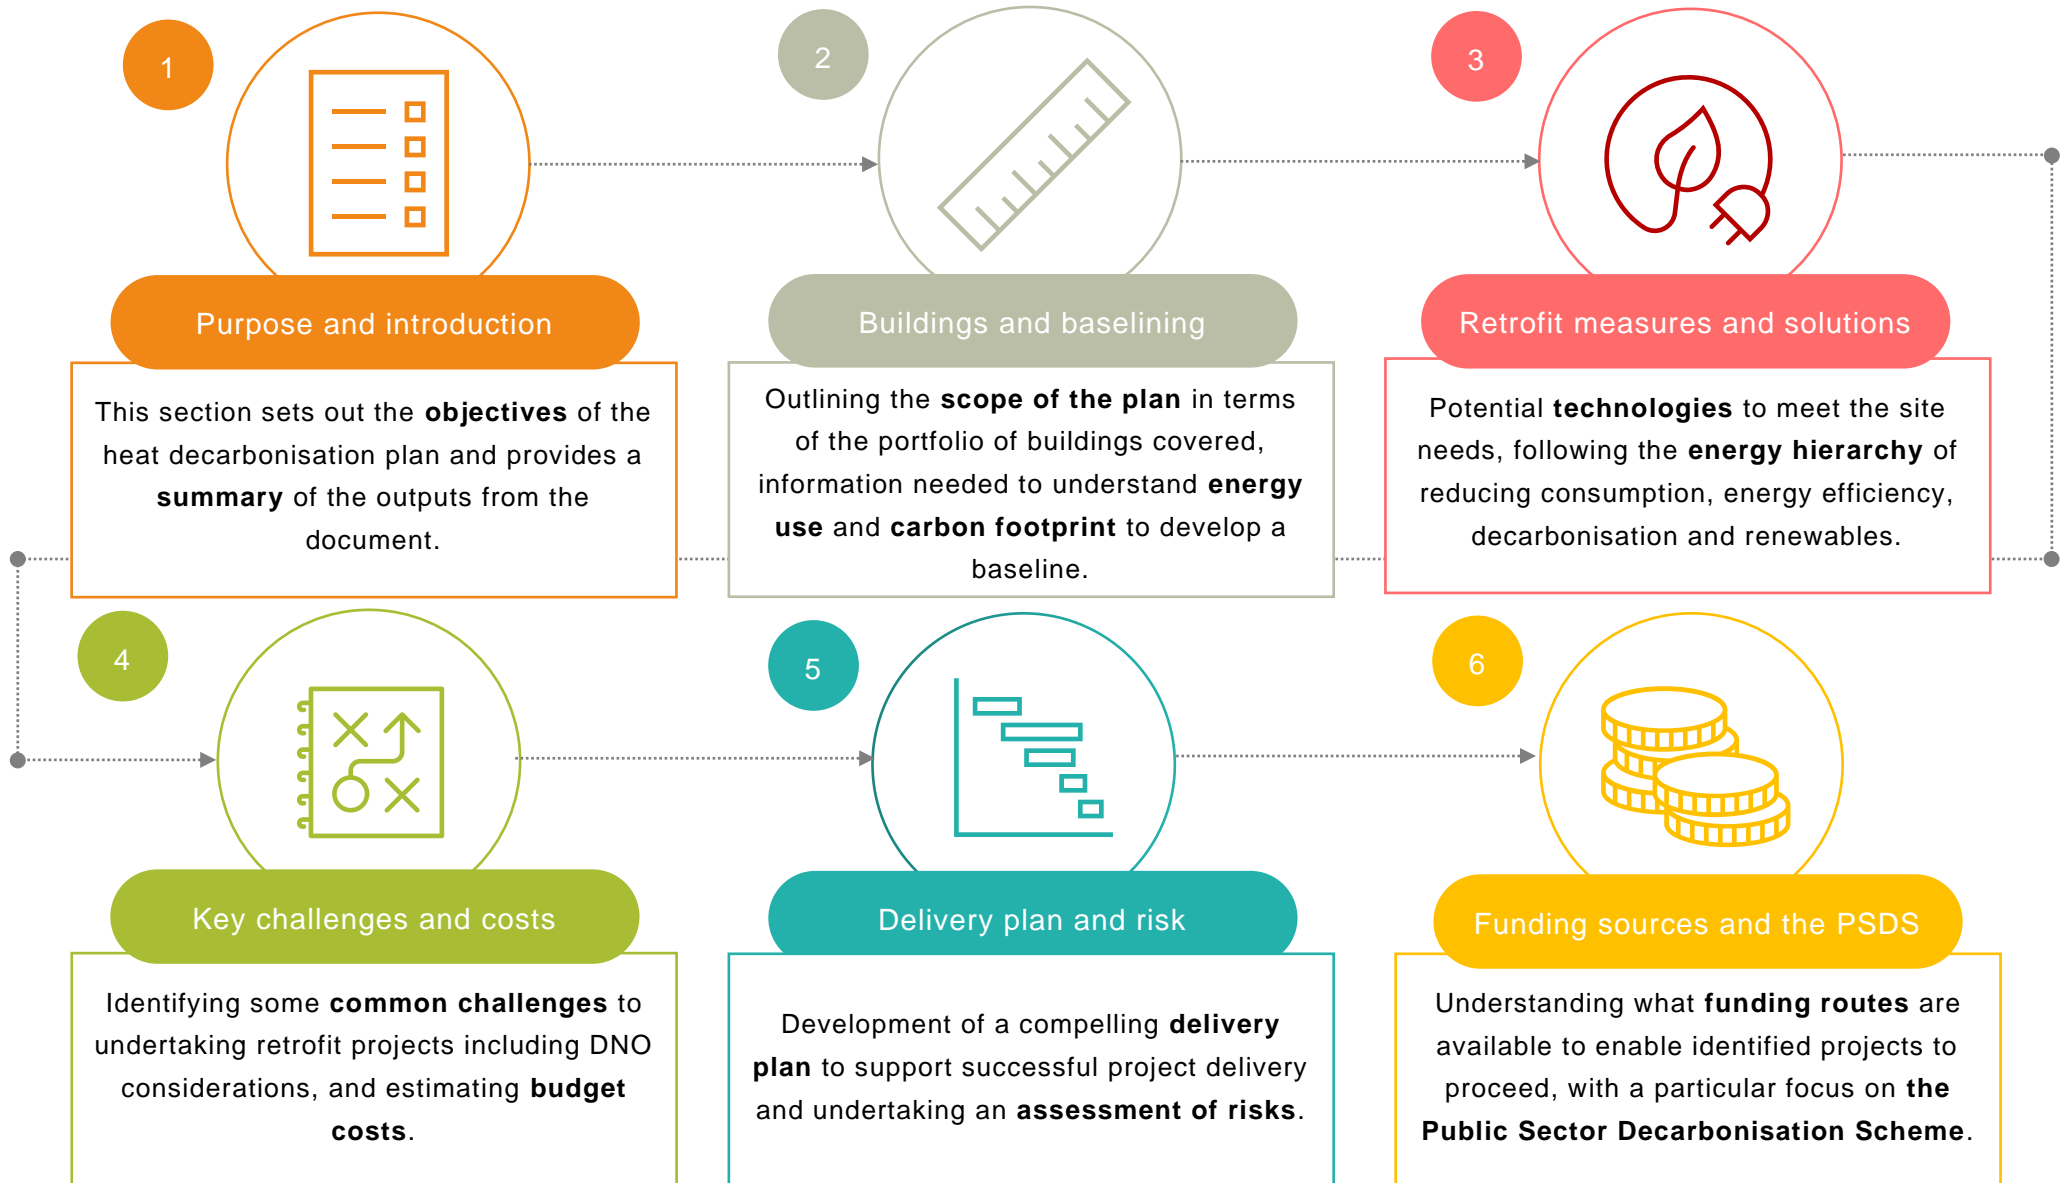 1
Purpose and introduction
This section sets out the objectives of the
heat decarbonisation plan and provides a
summary of the outputs from the
document.
2
Buildings and baselining
Outlining the scope of the plan in terms
of the portfolio of buildings covered,
information needed to understand energy
use and carbon footprint to develop a
baseline.
3
Retrofit measures and solutions
Potential technologies to meet the site
needs, following the energy hierarchy of
reducing consumption, energy efficiency,
decarbonisation and renewables.
4
Key challenges and costs
Identifying some common challenges to
undertaking retrofit projects including DNO
considerations, and estimating budget
costs.
5
Delivery plan and risk
Development of a compelling delivery
plan to support successful project delivery
and undertaking an assessment of risks.
6
Funding sources and the PSDS
Understanding what funding routes are
available to enable identified projects to
proceed, with a particular focus on the
Public Sector Decarbonisation Scheme.